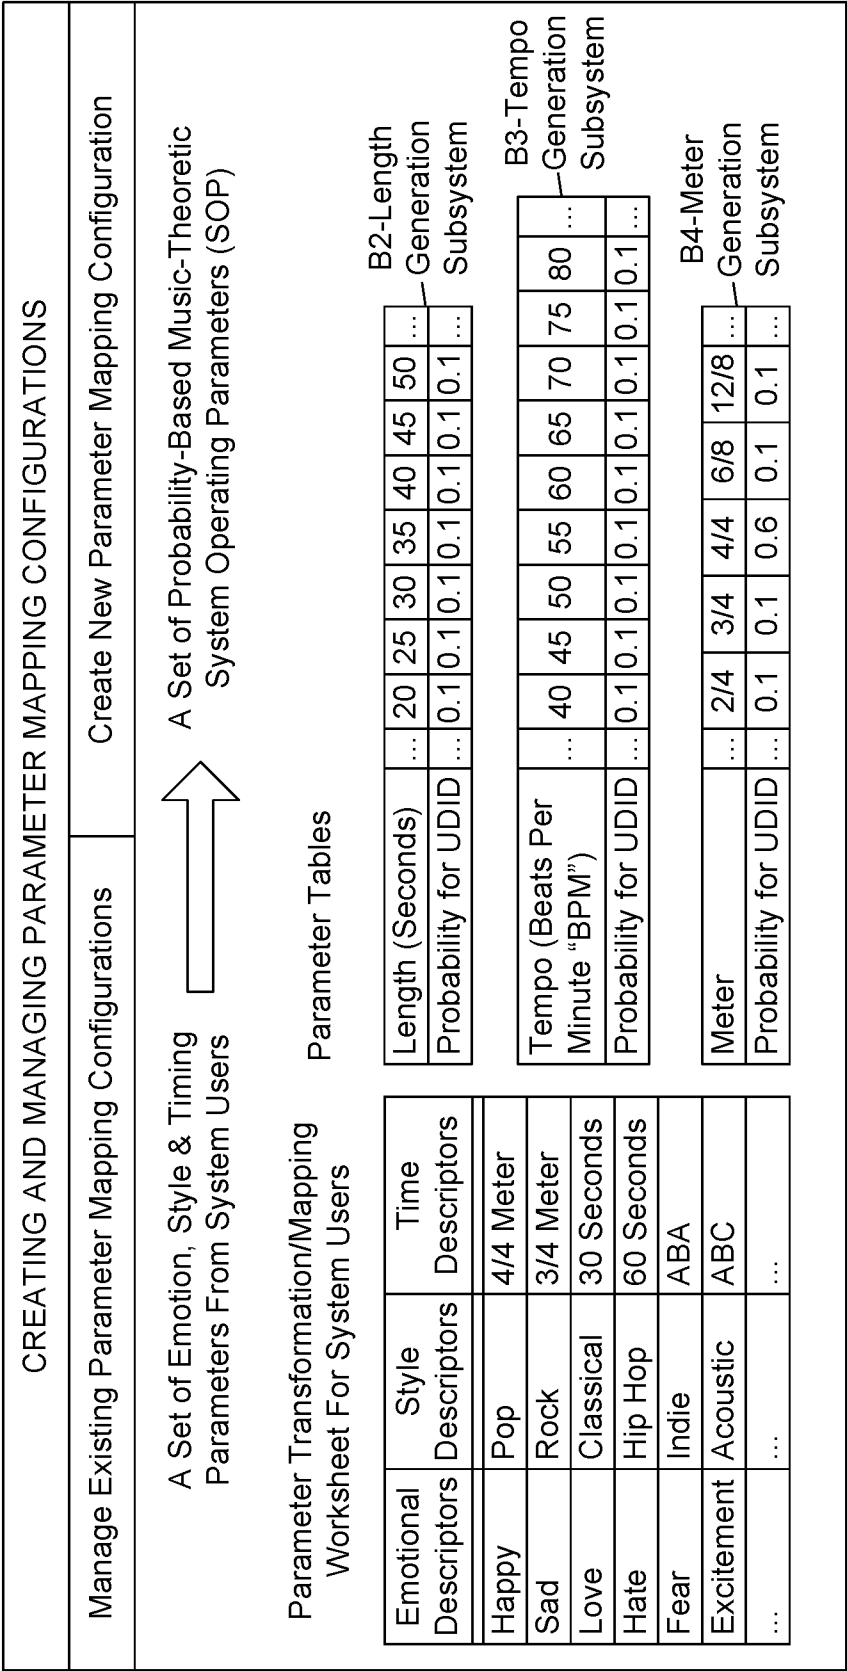 CREATING AND MANAGING PARAMETER MAPPING CONFIGURATIONS
Manage Existing Parameter Mapping Configurations
Create New Parameter Mapping Configuration
A Set of Emotion, Style & Timing
Parameters From System Users
A Set of Probability-Based Music-Theoretic
System Operating Parameters (SOP)
Parameter Transformation/Mapping
Worksheet For System Users
Emotional Descriptors Style Descriptors Time Descriptors
Happy Pop 4/4 Meter
Sad Rock 3/4 Meter
Love Classical 30 Seconds
Hate Hip Hop 60 Seconds
Fear Indie ABA
Excitement Acoustic ABC
... ... ...
Parameter Tables
Length (Seconds) ... 20 25 30 35 40 45 50 ...
Probability for UDID ... 0.1 0.1 0.1 0.1 0.1 0.1 0.1 ...
B2-Length
Generation
Subsystem
Tempo (Beats Per
Minute “BPM”) ... 40 45 50 55 60 65 70 75 80 ...
Probability for UDID ... 0.1 0.1 0.1 0.1 0.1 0.1 0.1 0.1 0.1 ...
B3-Tempo
Generation
Subsystem
Meter ... 2/4 3/4 4/4 6/8 12/8 ...
Probability for UDID ... 0.1 0.1 0.6 0.1 0.1 ...
B4-Meter
Generation
Subsystem